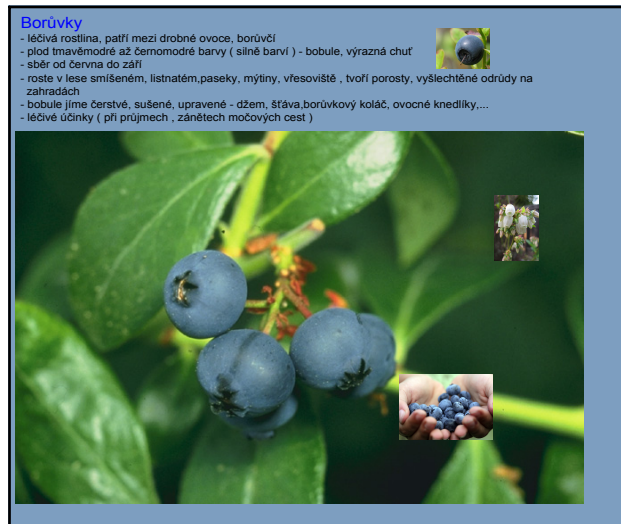 Borůvky
- léčivá rostlina, patří mezi drobné ovoce, borůvčí
- plod tmavěmodré až černomodré barvy ( silně barví ) - bobule, výrazná chuť
- sběr od června do září
- roste v lese smíšeném, listnatém,paseky, mýtiny, vřesoviště , tvoří porosty, vyšlechtěné odrůdy na
zahradách
- bobule jíme čerstvé, sušené, upravené - džem, šťáva,borůvkový koláč, ovocné knedlíky,...
- léčivé účinky ( při průjmech , zánětech močových cest )